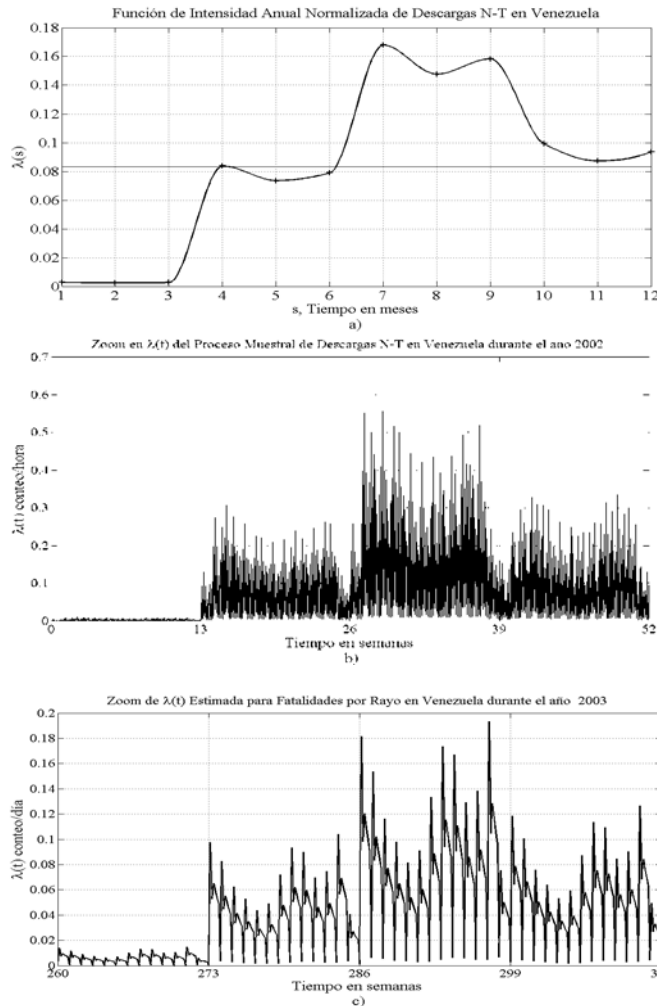 Función de Intensidad Anual Normalizada de Descargas N-T en Venezuela
0.18
0.16
0.14
0.12
0.1
0.08
0.06
0.04
0.02
0
λ(s)
1 2 3 4 5 6 7 8 9 10 11 12
s, Tiempo en meses
a)
Zoom en λ(t) del Proceso Muestral de Descargas N-T en Venezuela durante el ano 2002
0.7
0.6
0.5
0.4
0.3
0.2
0.1
0
λ(t) conteo/hora
13 26 39 52
Tiempo en semanas
b)
Zoom de λ(t) Estimada para Fatalidades por Rayo en Venezuela durante el año 2003
0.2
0.18
0.16
0.14
0.12
0.1
0.08
0.06
0.04
0.02
0
λ(t) conteo/dia
260 273 286 299 3
Tiempo en semanas
c)